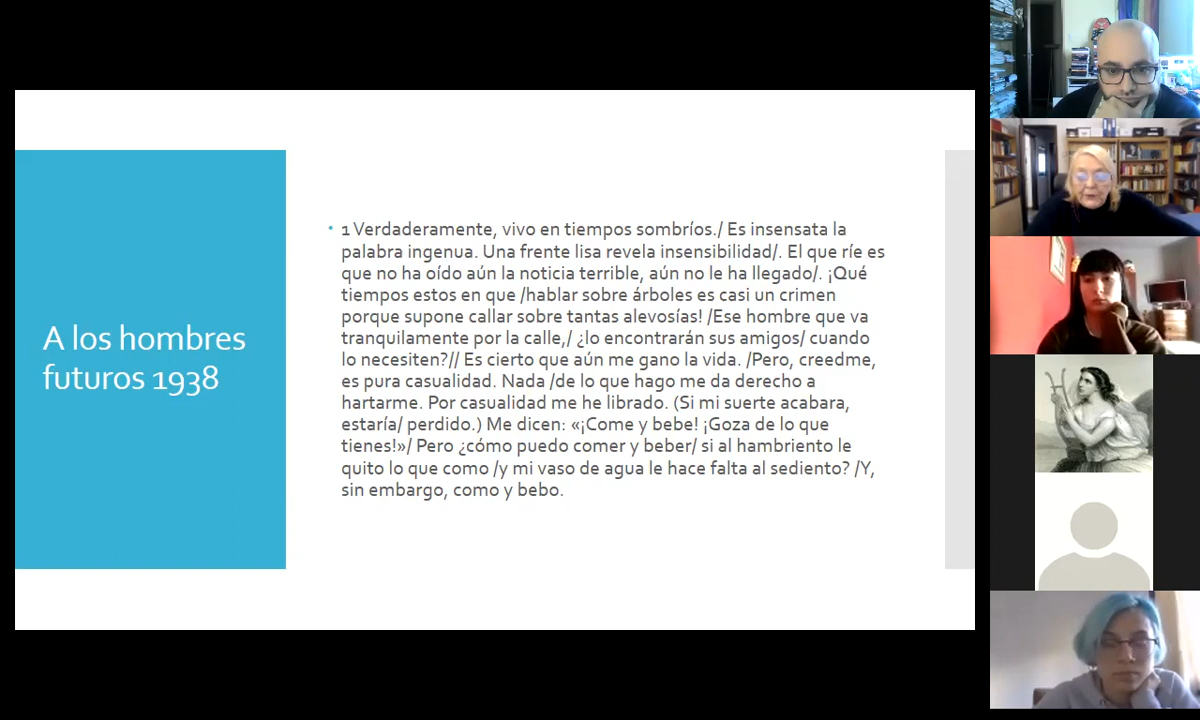 A los hombres
futuros 1938
1 Verdaderamente, vivo en tiempos sombríos./ Es insensata la
palabra ingenua. Una frente lisa revela insensibilidad/. El que ríe es
que no ha oído aún la noticia terrible, aún no le ha llegado/. ¡Qué
tiempos estos en que /hablar sobre árboles es casi un crimen
porque supone callar sobre tantas alevosías! /Ese hombre que va
tranquilamente por la calle,/ ¿lo encontrarán sus amigos/ cuando
lo necesiten?// Es cierto que aún me gano la vida. /Pero, creedme,
es pura casualidad. Nada /de lo que hago me da derecho a
hartarme. Por casualidad me he librado. (Si mi suerte acabara,
estaría/ perdido.) Me dicen: «¡Come y bebe! ¡Goza de lo que
tienes!»/ Pero ¿cómo puedo comer y beber/ si al hambriento le
quito lo que como /y mi vaso de agua le hace falta al sediento? /Y,
sin embargo, como y bebo.